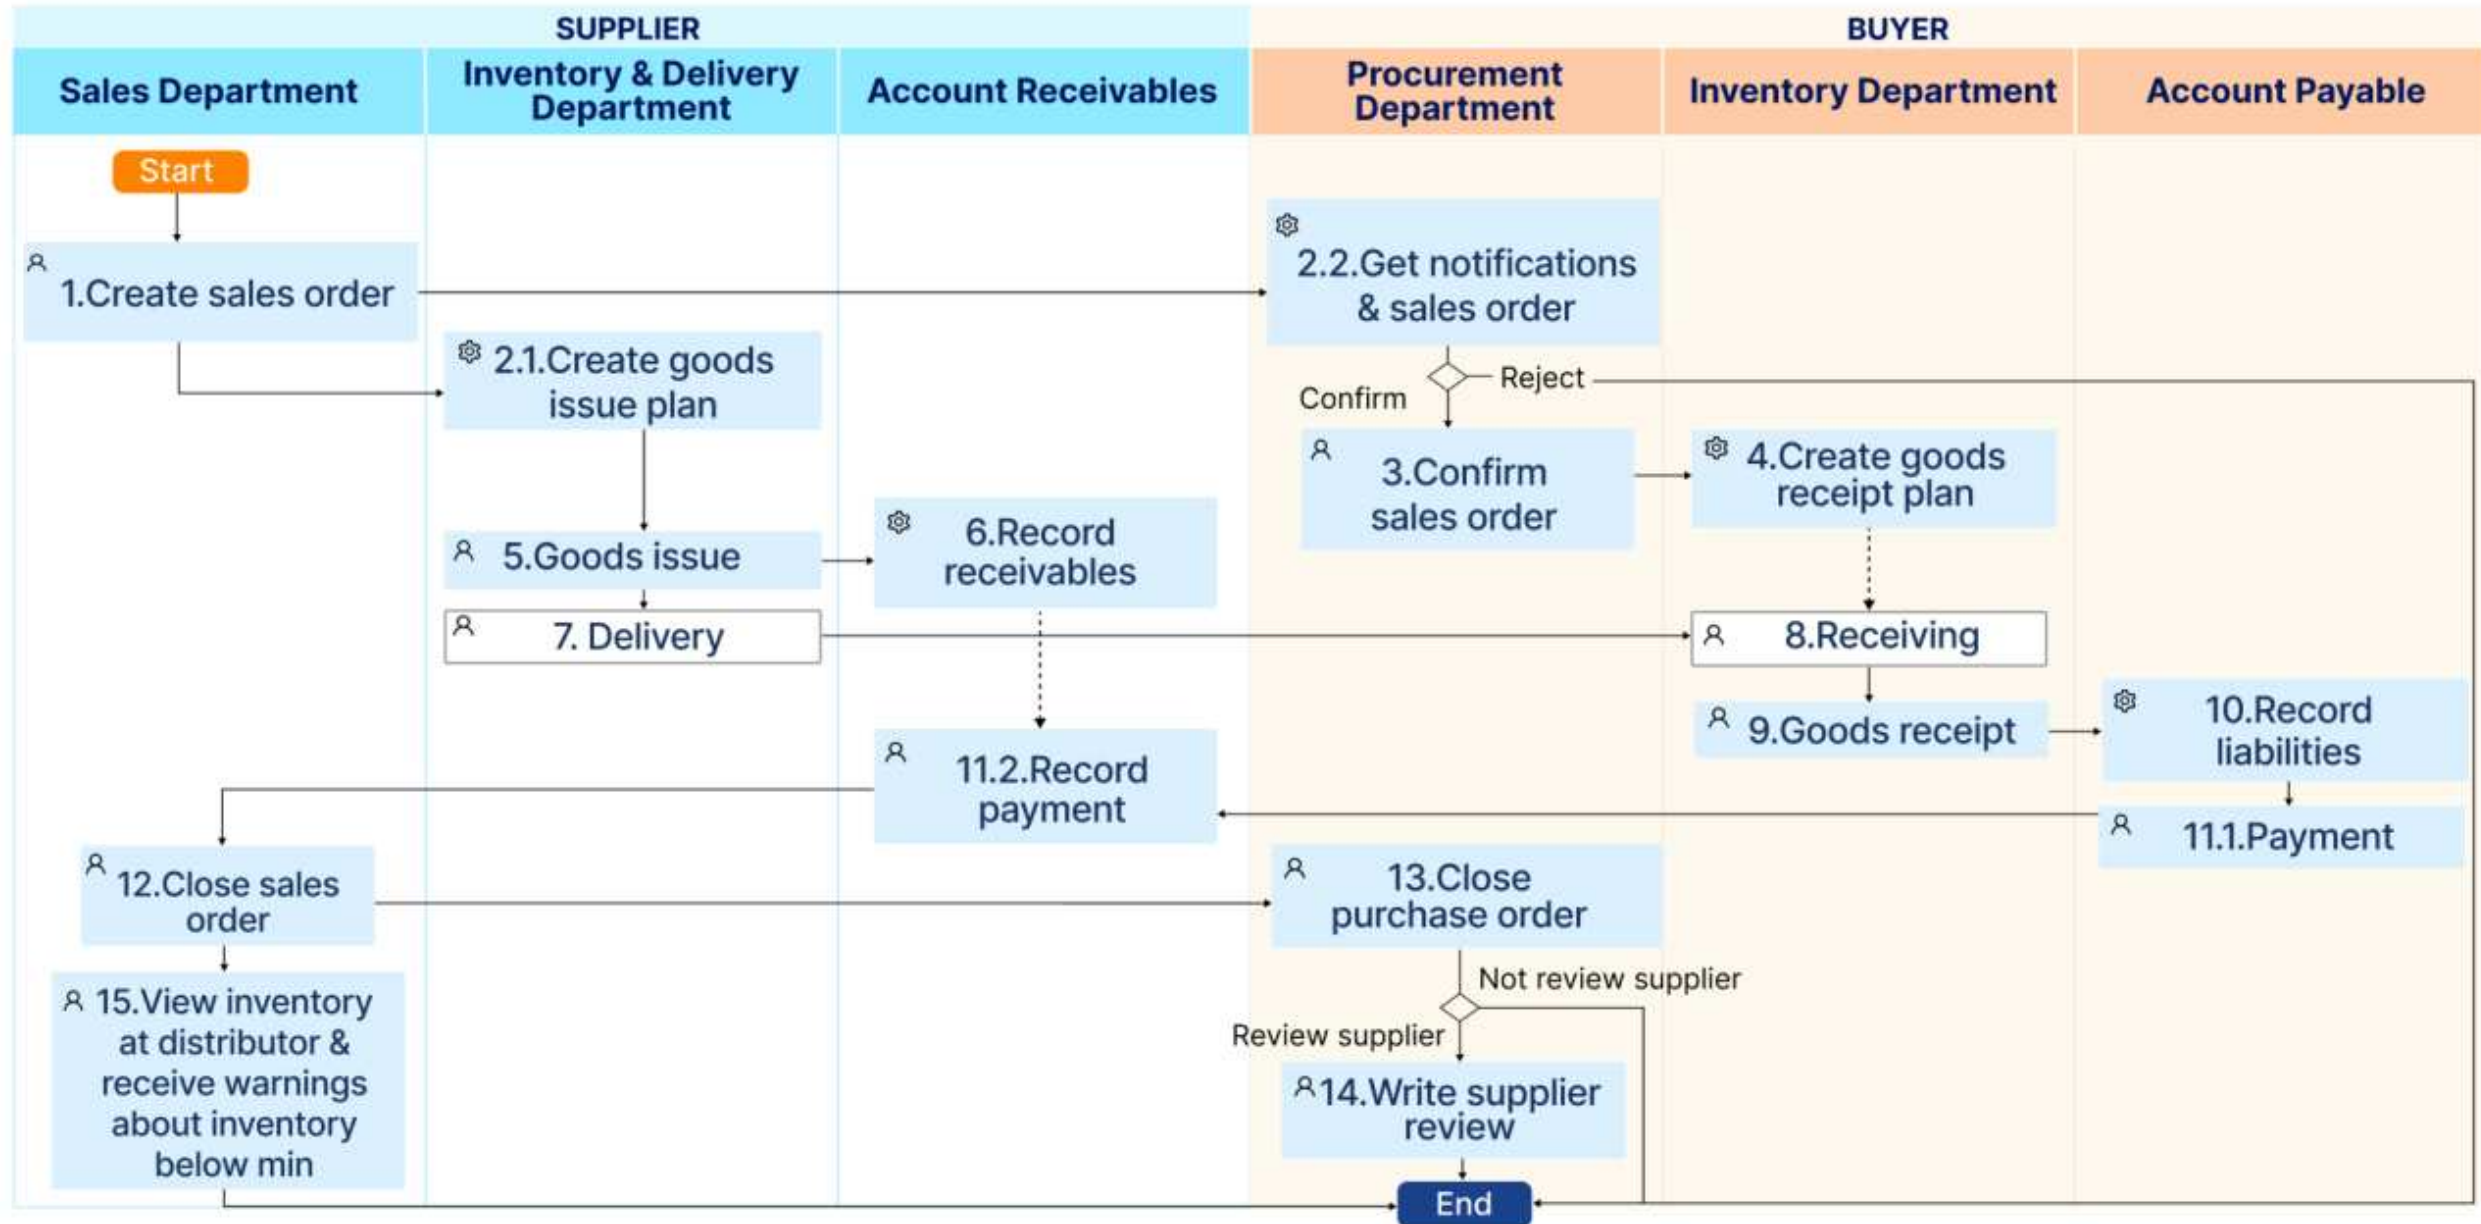 SUPPLIER
BUYER
Sales Department
Inventory & Delivery
Department
Account Receivables
Procurement
Department
Inventory Department
Account Payable
Start
1.Create sales order
2.2.Get notifications
& sales order
2.1.Create goods
issue plan
Reject
Confirm
3.Confirm
sales order
4.Create goods
receipt plan
5.Goods issue
6.Record
receivables
7. Delivery
8.Receiving
9.Goods receipt
10.Record
liabilities
11.2.Record
payment
11.1.Payment
12.Close sales
order
13.Close
purchase order
Not review supplier
Review supplier
15.View inventory
at distributor &
receive warnings
about inventory
below min
14.Write supplier
review
End